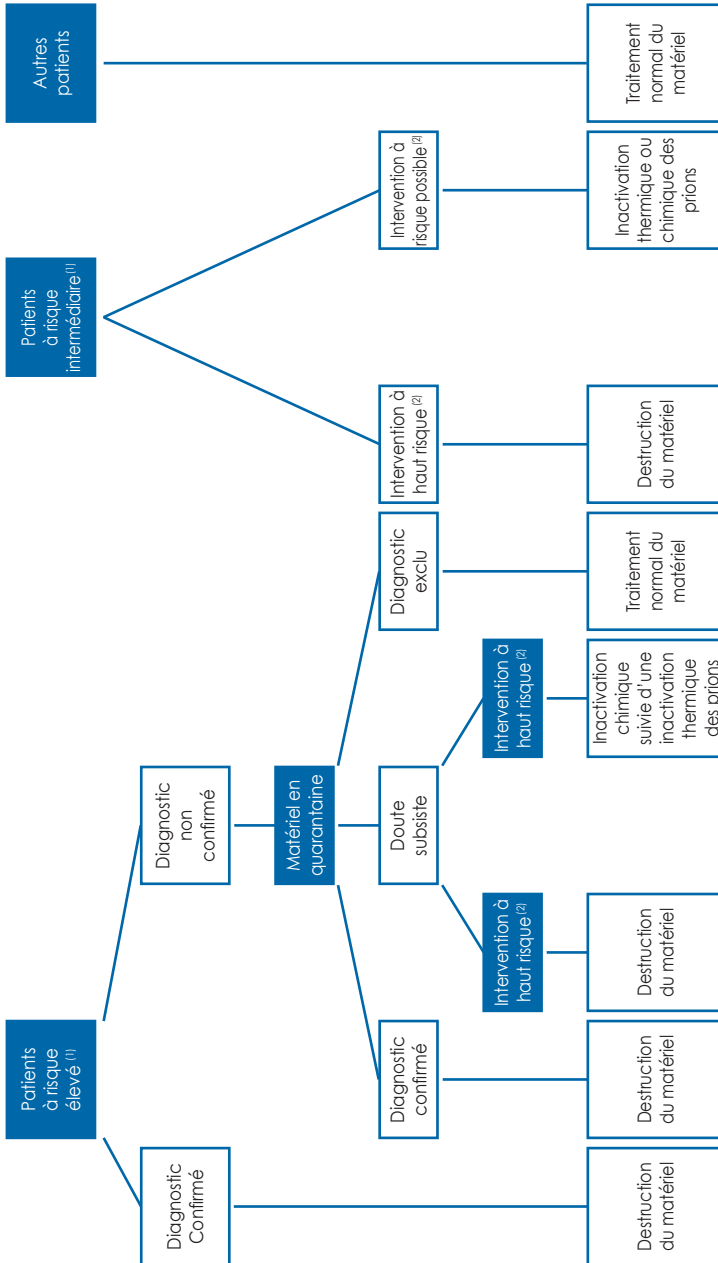 Patients
à risque
élevé (1)
Patients
à risque
intermédiaire (1)
Autres
patients
Diagnostic
Confirmé
Diagnostic
non
confirmé
Matériel en
quarantaine
Diagnostic
confirmé
Doute
subsiste
Diagnostic
exclu
Intervention à
haut risque (2)
Intervention à
risque possible (2)
Intervention à
haut risque (2)
Intervention à
haut risque (2)
Destruction
du matériel
Destruction
du matériel
Destruction
du matériel
Inactivation
chimique
suivie d'une
inactivation
thermique
des prions
Traitement
normal du
matériel
Destruction
du matériel
Inactivation
thermique ou
chimique des
prions
Traitement
normal du
matériel